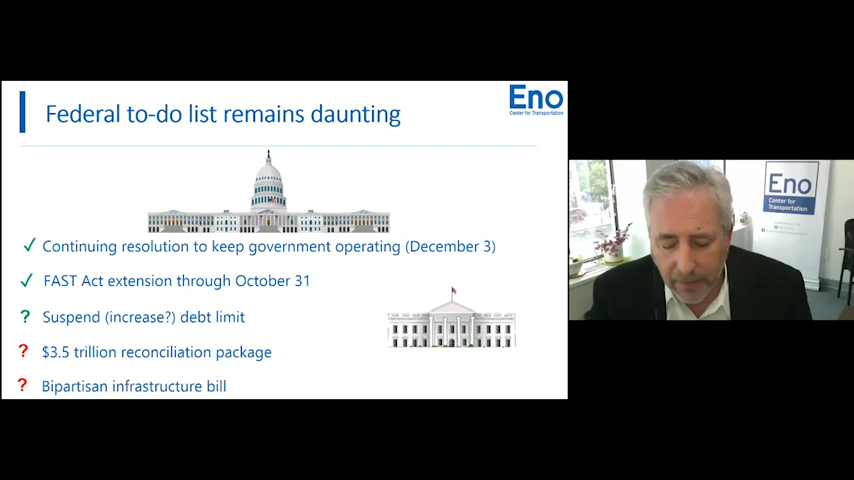 Federal to-do list remains daunting
Eno
Center for Transportation
✓ Continuing resolution to keep government operating (December 3)
✓ FAST Act extension through October 31
? Suspend (increase?) debt limit
? $3.5 trillion reconciliation package
? Bipartisan infrastructure bill
Eno
Center for
Transportation